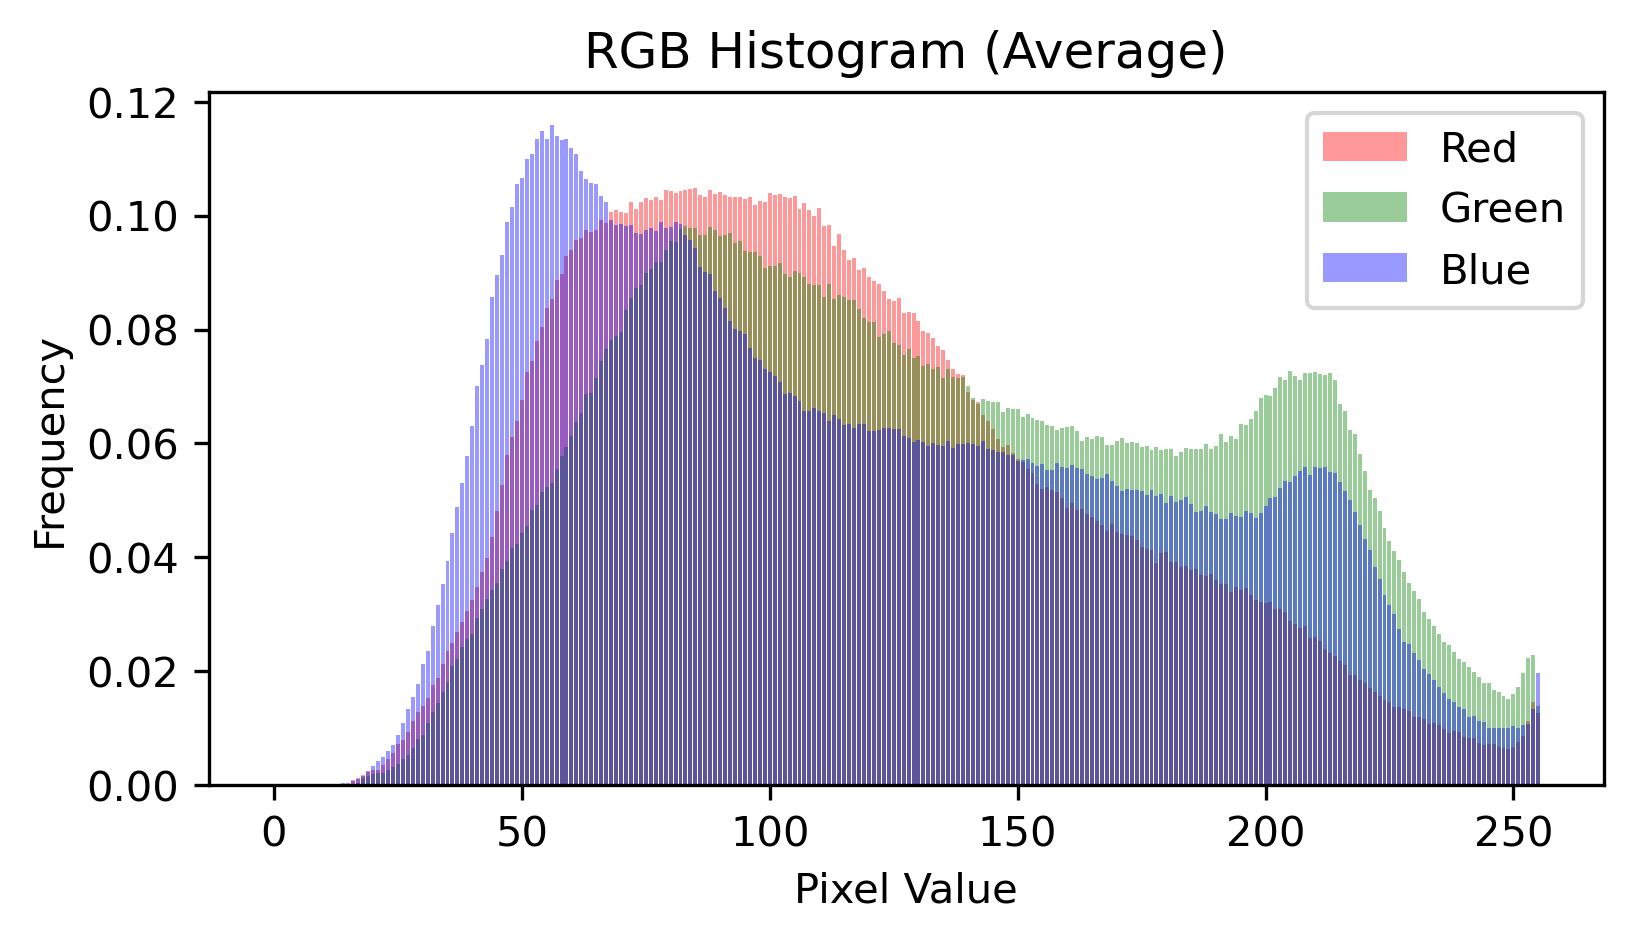 RGB Histogram (Average)
0.12
0.10
0.08
0.06
0.04
0.02
0.00
Frequency
Red
Green
Blue
0 50 100 150 200 250
Pixel Value